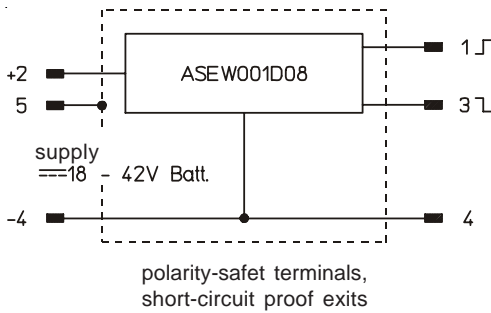 1
+2
ASEW001D08
5
3
supply
18 - 42V Batt.
-4
4
polarity-safet terminals,
short-circuit proof exits